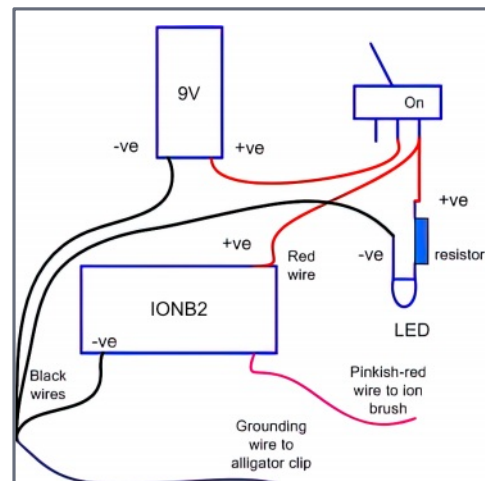 9V
On
-ve
+ve
+ve
+ve
Red
wire
-ve
resistor
IONB2
-ve
LED
Black
wires
Pinkish-red
wire to ion
brush
Grounding
wire to
alligator clip